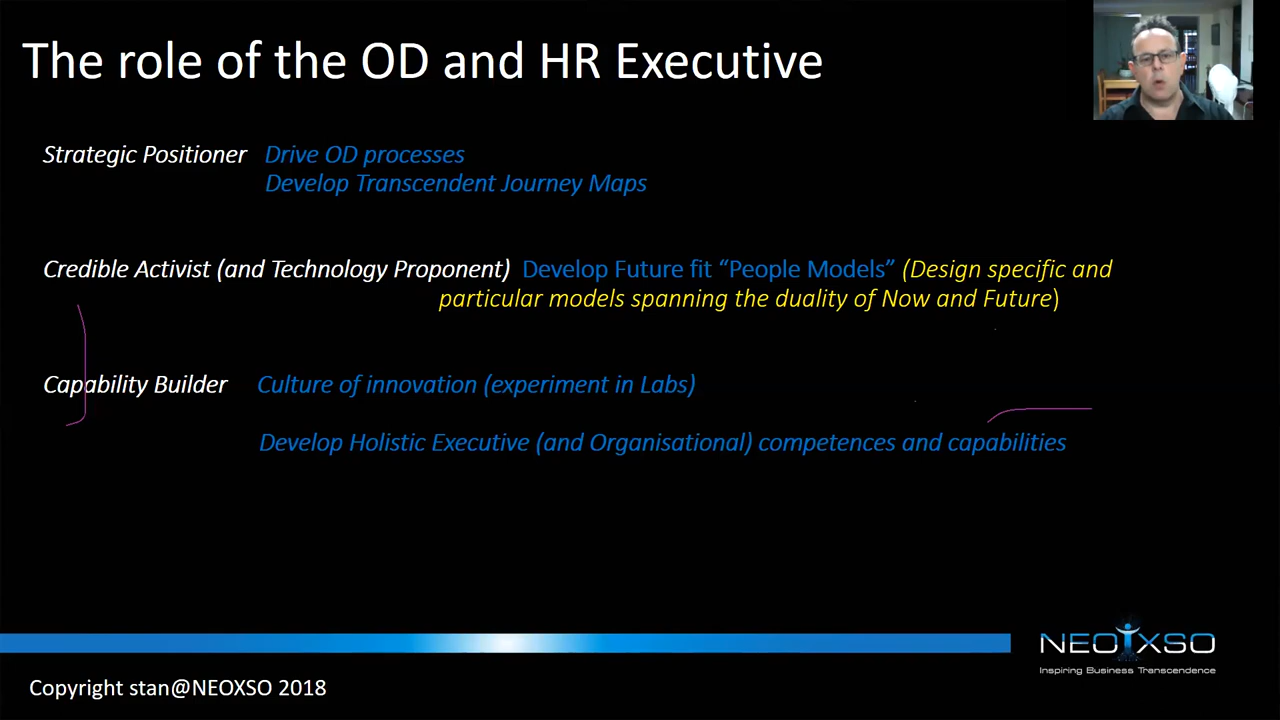 The role of the OD and HR Executive
Strategic Positioner Drive OD processes
Develop Transcendent Journey Maps
Credible Activist (and Technology Proponent) Develop Future fit “People Models” (Design specific and
particular models spanning the duality of Now and Future)
Capability Builder Culture of innovation (experiment in Labs)
Develop Holistic Executive (and Organisational) competences and capabilities
NEOXSO
Inspiring Business Transcendence
Copyright stan@NEOXSO 2018